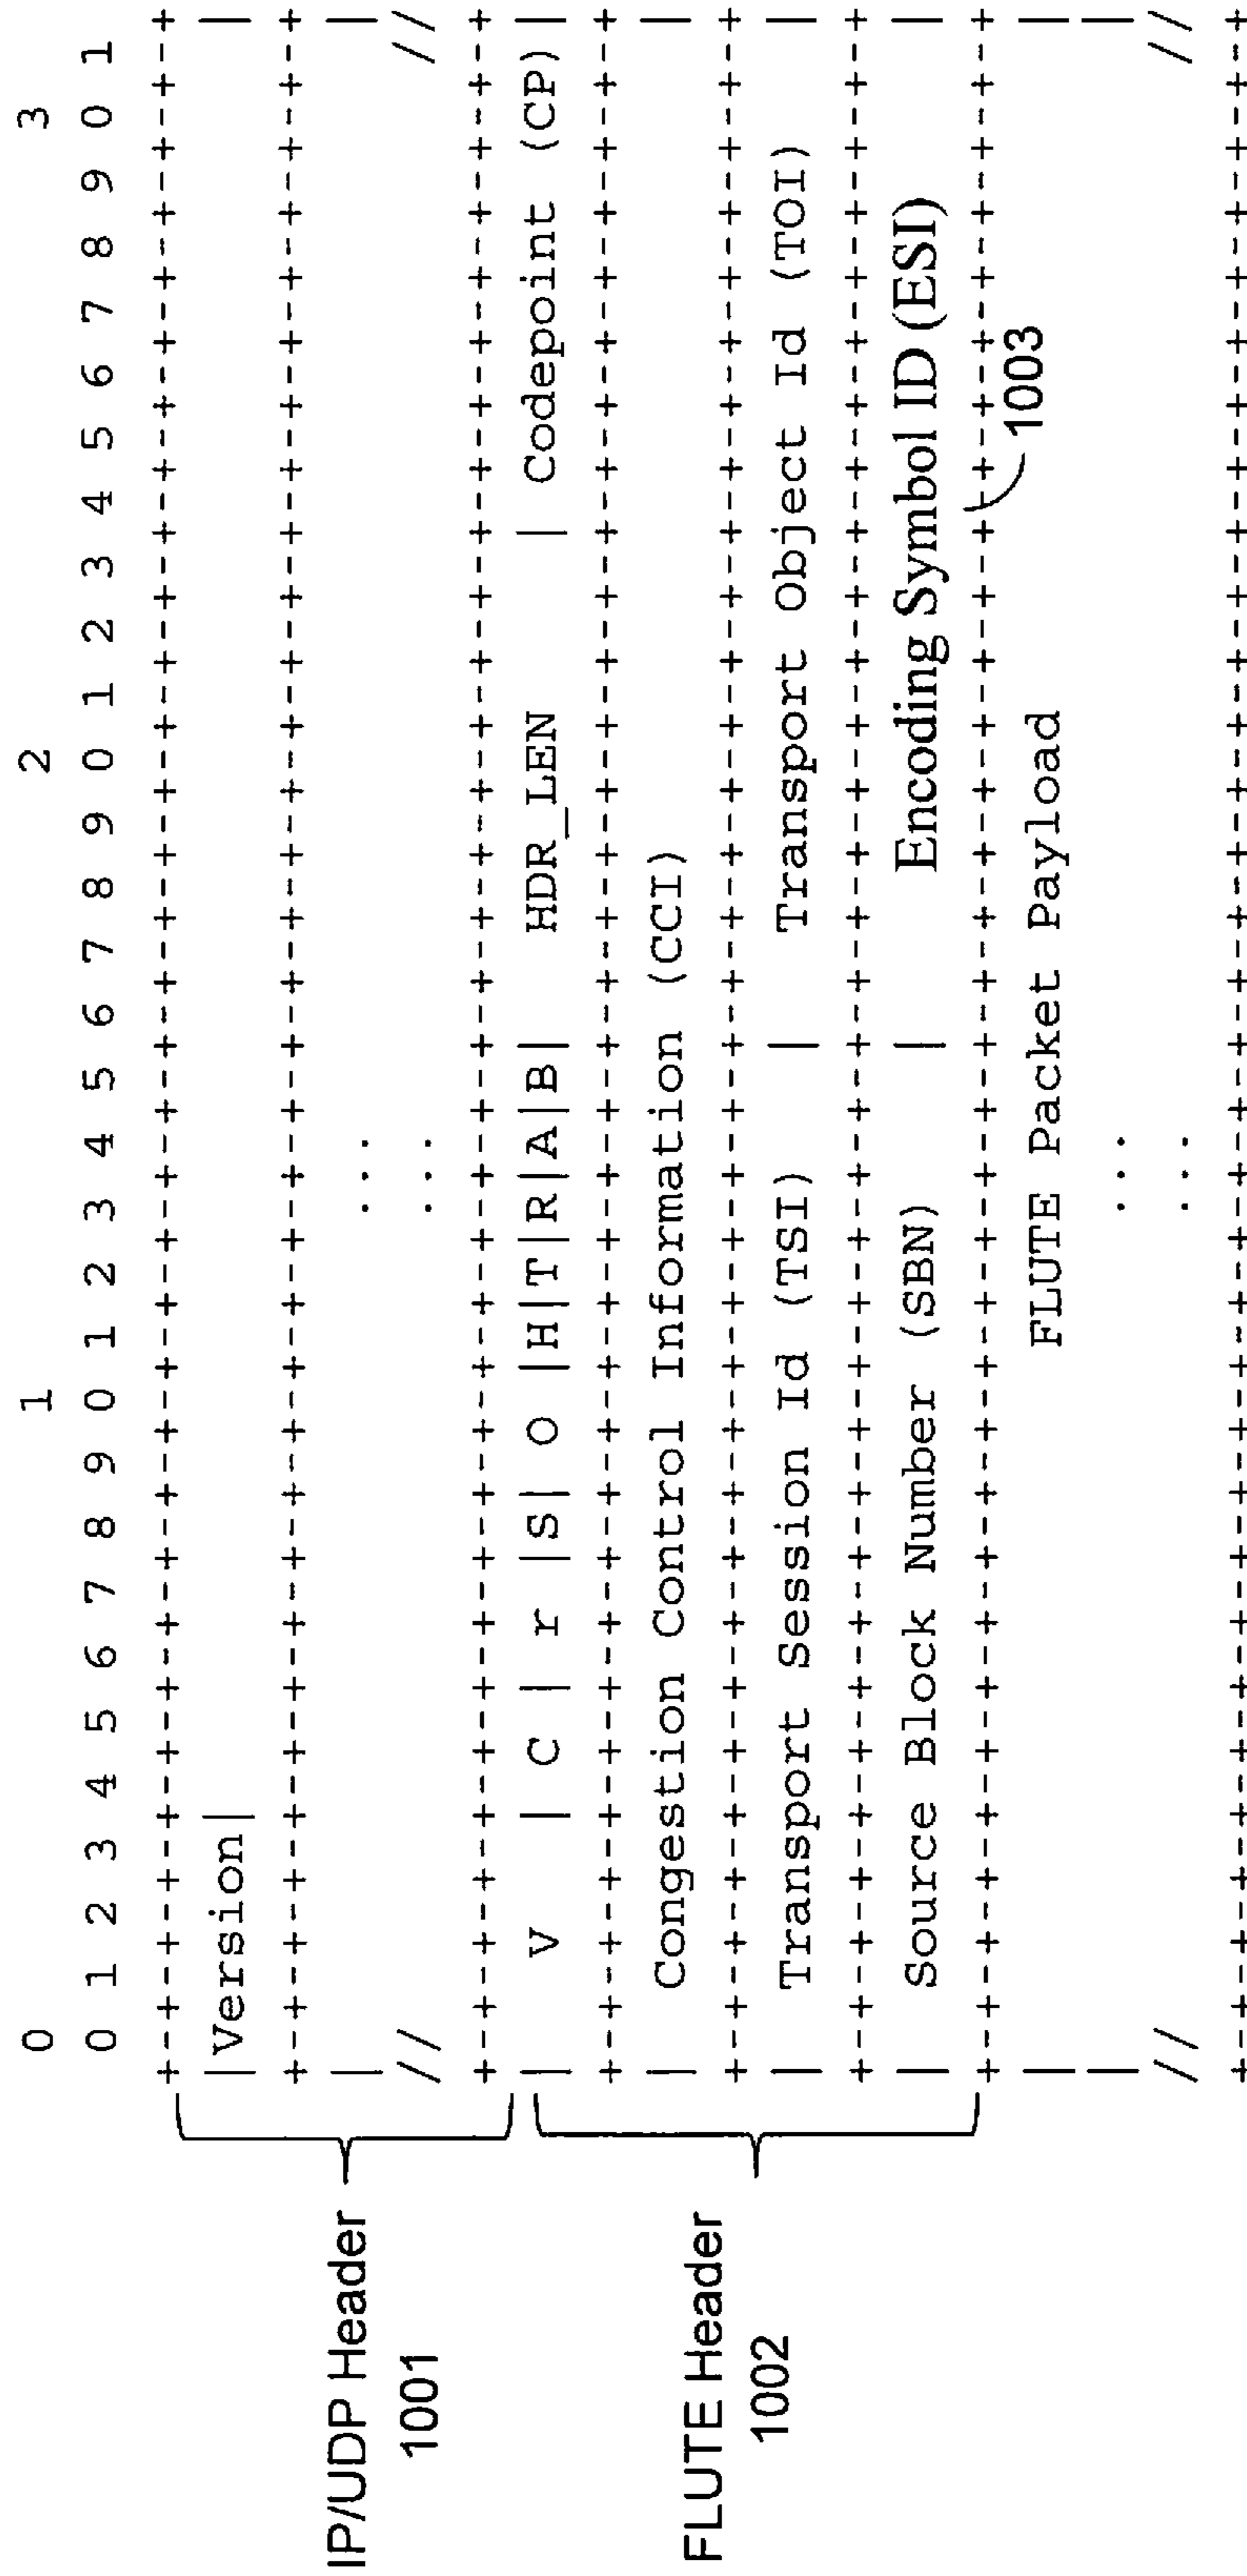 0 1 2 3
0 1 2 3 4 5 6 7 8 9 0 1 2 3 4 5 6 7 8 9 0 1 2 3 4 5 6 7 8 9 0 1
+-+-+-+-+-+-+-+-+-+-+-+-+-+-+-+-+-+-+-+-+-+-+-+-+-+-+-+-+-+-+-+-+
|Version| |
+-+-+-+-+-+-+-+-+-+-+-+-+-+-+-+-+-+-+-+-+-+-+-+-+-+-+-+-+-+-+-+-+
IP/UDP Header
1001
| ... |
// ... //
+-+-+-+-+-+-+-+-+-+-+-+-+-+-+-+-+-+-+-+-+-+-+-+-+-+-+-+-+-+-+-+-+
| V | C | r |S| O |H|T|R|A|B| HDR_LEN | Codepoint (CP)|
+-+-+-+-+-+-+-+-+-+-+-+-+-+-+-+-+-+-+-+-+-+-+-+-+-+-+-+-+-+-+-+-+
| Congestion Control Information (CCI) |
+-+-+-+-+-+-+-+-+-+-+-+-+-+-+-+-+-+-+-+-+-+-+-+-+-+-+-+-+-+-+-+-+
FLUTE Header
1002
| Transport Session Id (TSI) | Transport Object Id (TOI) |
+-+-+-+-+-+-+-+-+-+-+-+-+-+-+-+-+-+-+-+-+-+-+-+-+-+-+-+-+-+-+-+-+
| Source Block Number (SBN) | Encoding Symbol ID (ESI) |
+-+-+-+-+-+-+-+-+-+-+-+-+-+-+-+-+-+-+-+-+-+-+-+-+-+-+-+-+-+-+-+-+
1003
| FLUTE Packet Payload |
| ... |
// ... //
+-+-+-+-+-+-+-+-+-+-+-+-+-+-+-+-+-+-+-+-+-+-+-+-+-+-+-+-+-+-+-+-+